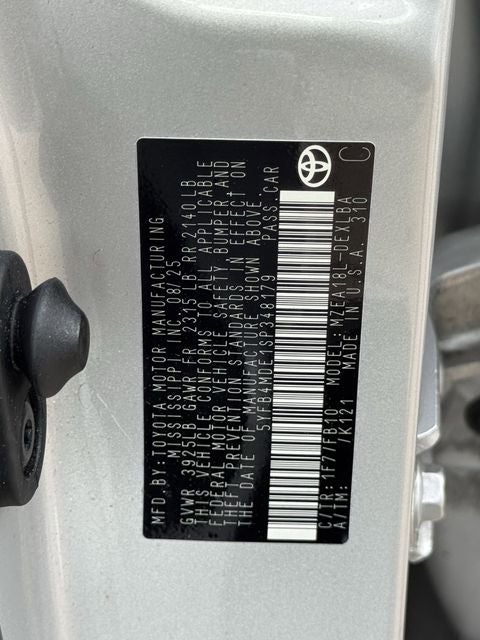 MFD.BY:TOYOTA MOTOR MANUFACTURING
MISSISSIPPI, INC. 08/25
GVWR 3925LB GAWR FR 2315 LB RR 2140LB
THIS VEHICLE CONFORMS TO ALL APPLICABLE
FEDERAL MOTOR VEHICLE SAFETY BUMPER, AND
THEFT PREVENTION STANDARDS IN EFFECT ON
THE DATE OF MANUFACTURE SHOWN ABOVE.
5YFB4MDE1SP348179 PASS.CAR
C/TR: 1F7/FB10 MODEL: MZEA18L-DEXLBA
A/TM: /K121 MADE IN U.S.A. 310
C